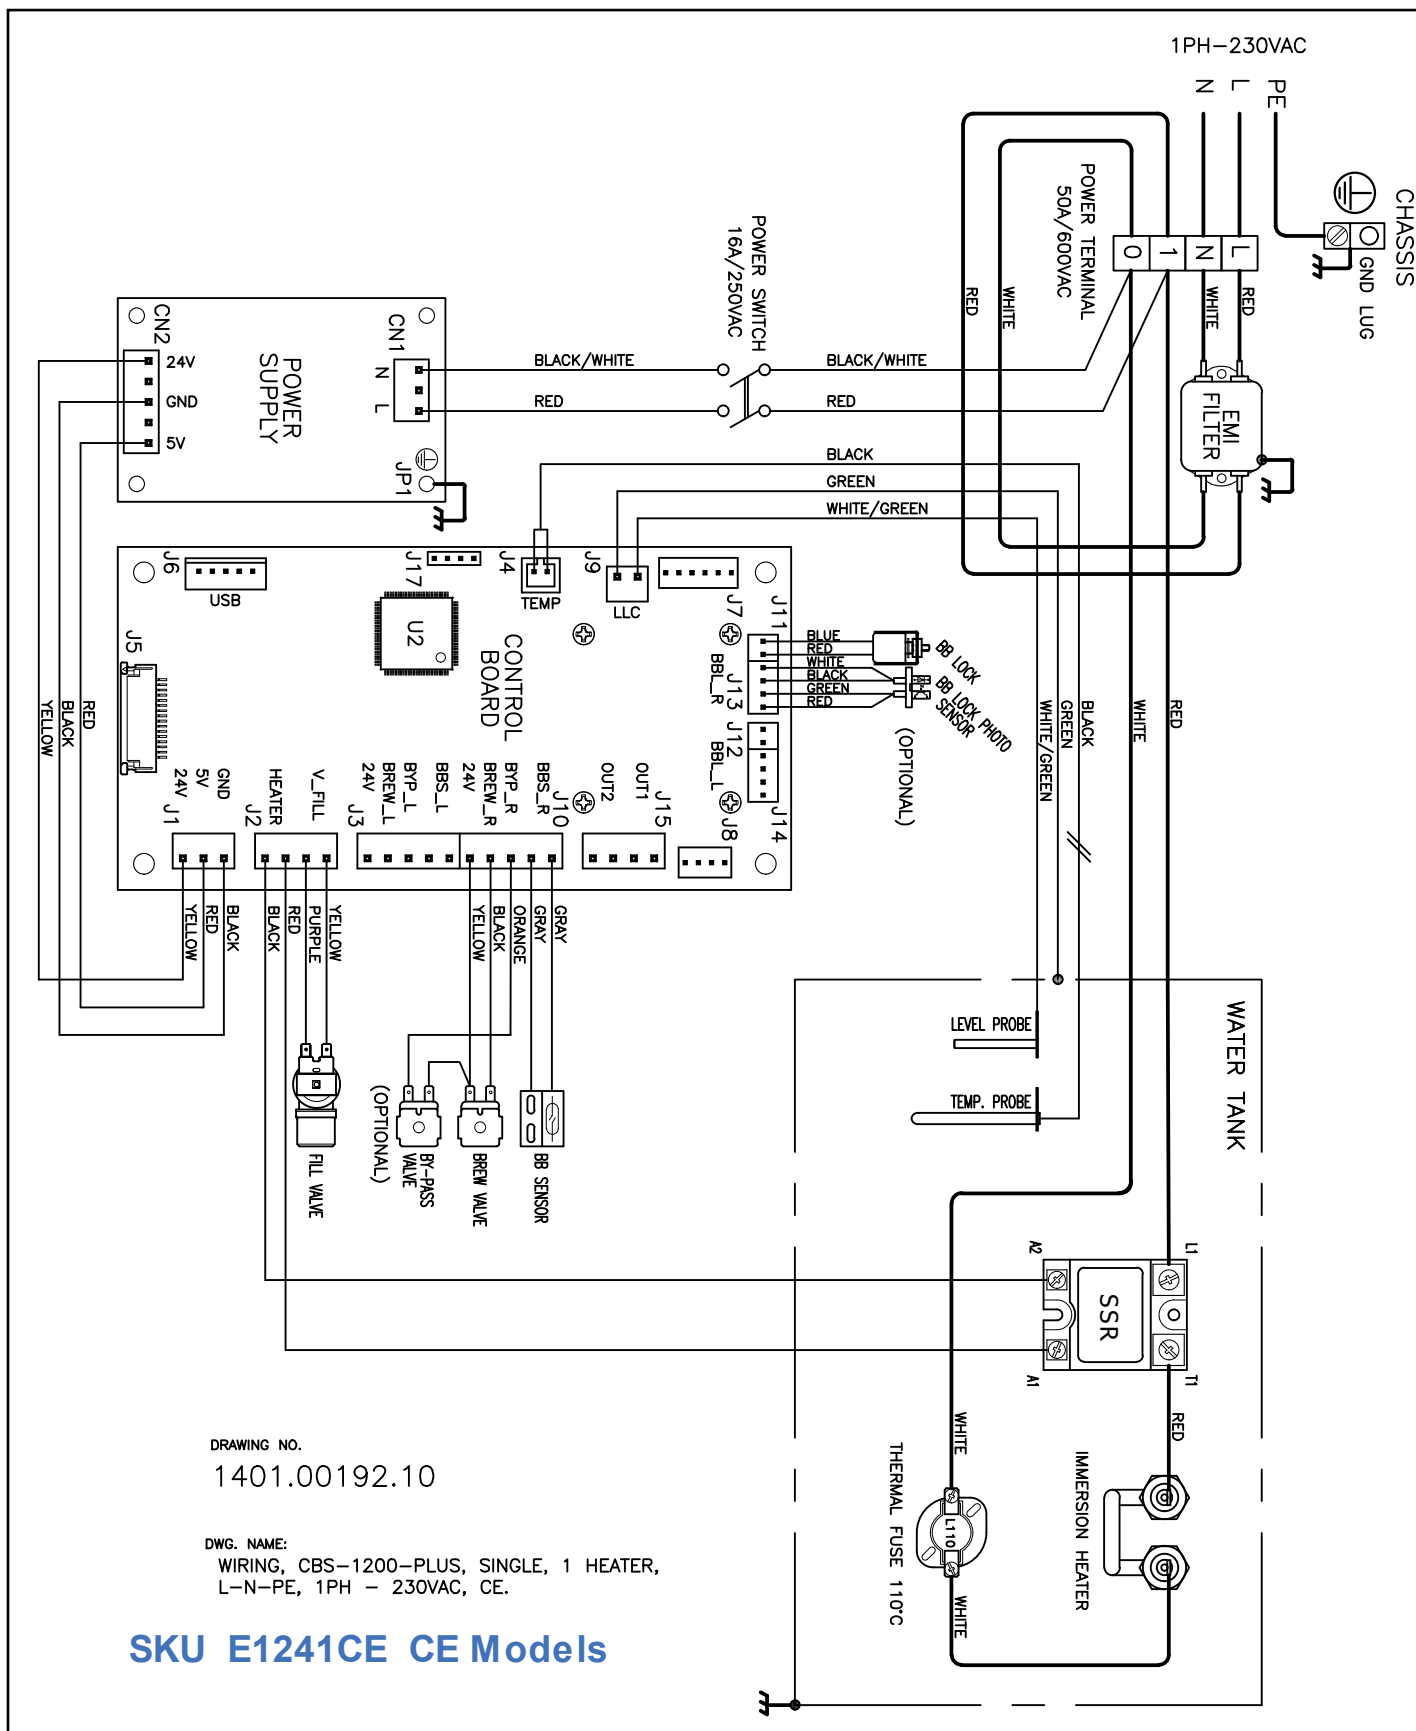 1PH-230VAC
N
L
PE
CHASSIS
GND LUG
POWER TERMINAL
50A/600VAC
0
1
N
L
RED
WHITE
WHITE
RED
EMI
FILTER
POWER SWITCH
16A/250VAC
BLACK/WHITE
BLACK/WHITE
RED
RED
CN2
24V
GND
5V
POWER
SUPPLY
CN1
N
L
JP1
BLACK
GREEN
WHITE/GREEN
J6
USB
J17
J4
TEMP
J9
LLC
J7
J11
U2
CONTROL
BOARD
J5
BBL_R
J13
J12
BBL_L
J14
J8
BLUE
RED
WHITE
BLACK
GREEN
RED
BB LOCK
BB LOCK PHOTO
SENSOR
(OPTIONAL)
WHITE/GREEN
GREEN
BLACK
WHITE
RED
YELLOW
BLACK
RED
J1
24V
5V
GND
J2
HEATER
V_FILL
J3
24V
BREW_L
BYP_L
BBS_L
24V
BREW_R
BYP_R
BBS_R
J10
OUT2
OUT1
J15
YELLOW
RED
BLACK
BLACK
RED
PURPLE
YELLOW
YELLOW
BLACK
ORANGE
GRAY
GRAY
FILL VALVE
(OPTIONAL)
BY-PASS
VALVE
BREW VALVE
BB SENSOR
LEVEL PROBE
TEMP. PROBE
WATER TANK
A2
L1
SSR
A1
T1
WHITE
RED
THERMAL FUSE 110°C
L110
IMMERSION HEATER
WHITE
DRAWING NO.
1401.00192.10
DWG. NAME:
WIRING, CBS-1200-PLUS, SINGLE, 1 HEATER,
L-N-PE, 1PH - 230VAC, CE.
SKU E1241CE CE Models